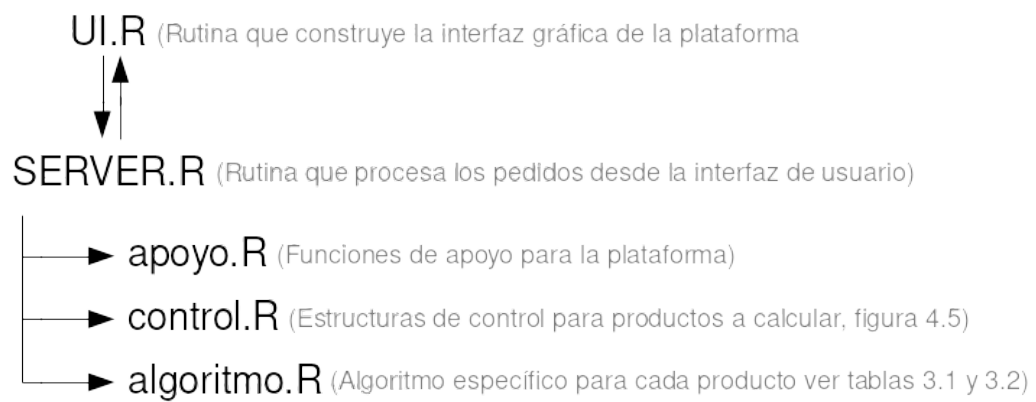 UI.R (Rutina que construye la interfaz gráfica de la plataforma
SERVER.R (Rutina que procesa los pedidos desde la interfaz de usuario)
apoyo.R (Funciones de apoyo para la plataforma)
control.R (Estructuras de control para productos a calcular, figura 4.5)
algoritmo.R (Algoritmo específico para cada producto ver tablas 3.1 y 3.2)